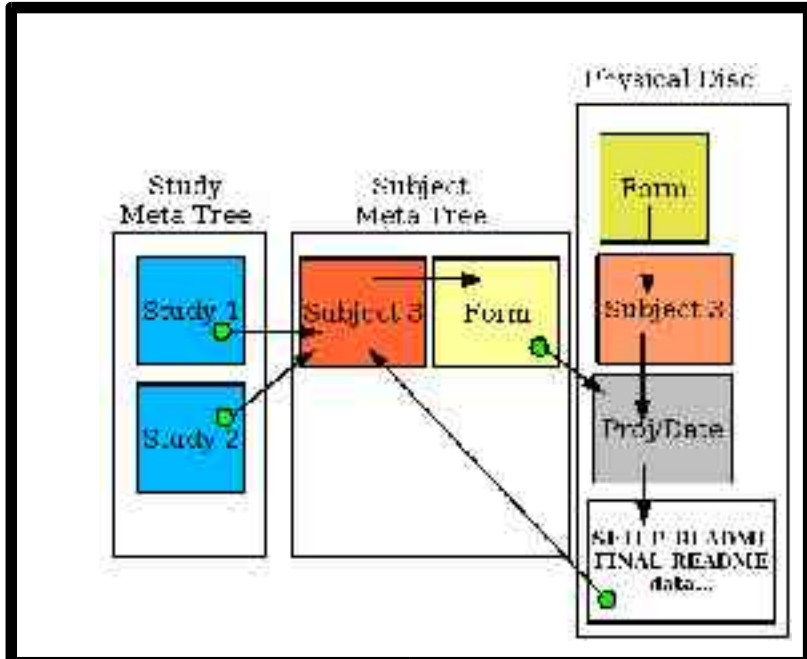 Physical Disc
Study
Meta Tree
Subject
Meta Tree
Form
Study 1
Subject 3
Form
Subject 3
Study 2
Proj/Date
SETUP README
FINAL README
data...